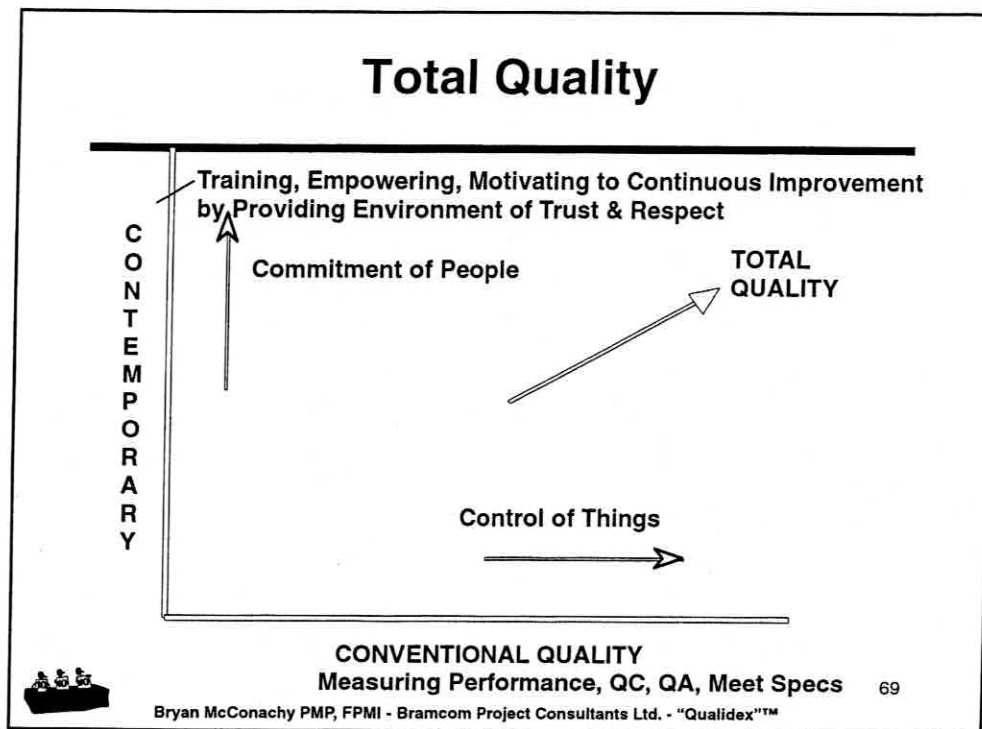 Total Quality
Training, Empowering, Motivating to Continuous Improvement
by Providing Environment of Trust & Respect
CONTEMPORARY
Commitment of People
TOTAL
QUALITY
Control of Things
CONVENTIONAL QUALITY
Measuring Performance, QC, QA, Meet Specs
69
Bryan McConachy PMP, FPMI - Bramcom Project Consultants Ltd. - "Qualidex"™